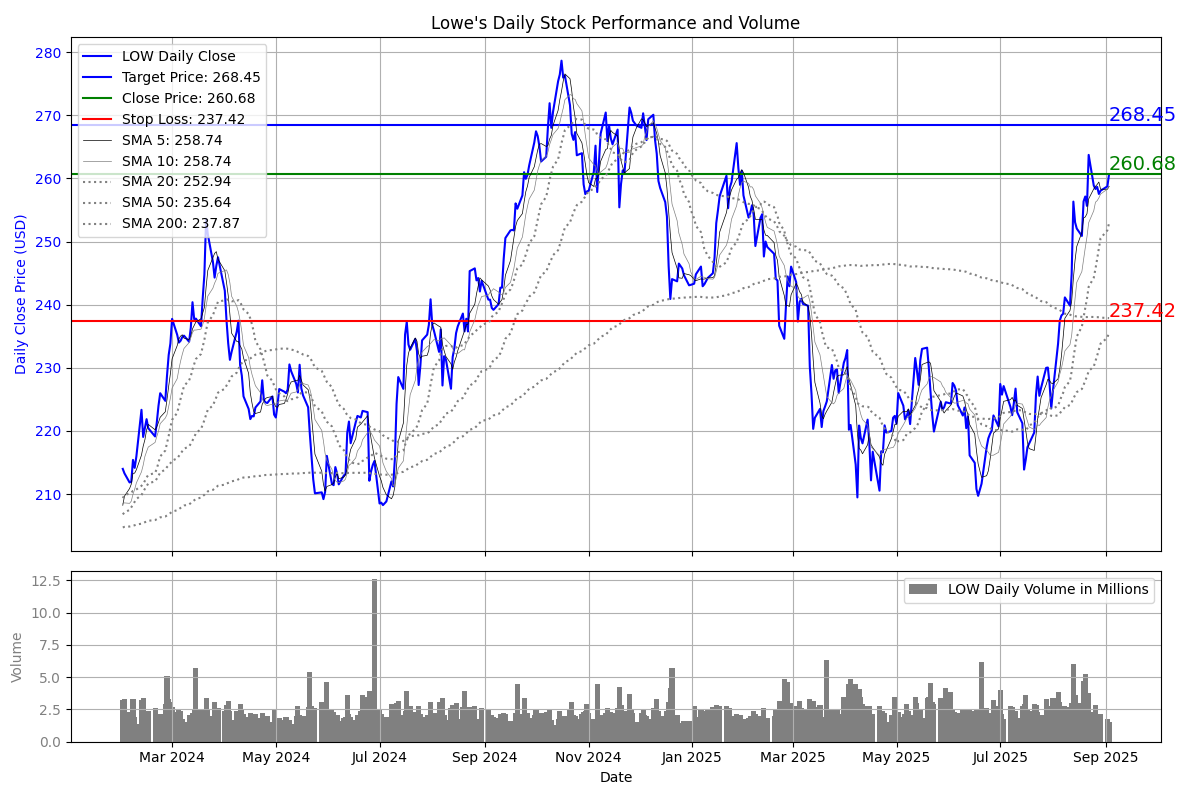 Lowe's Daily Stock Performance and Volume
280
270
260
250
240
230
220
210
Daily Close Price (USD)
LOW Daily Close
Target Price: 268.45
Close Price: 260.68
Stop Loss: 237.42
SMA 5: 258.74
SMA 10: 258.74
SMA 20: 252.94
SMA 50: 235.64
SMA 200: 237.87
268.45
260.68
237.42
12.5
10.0
7.5
5.0
2.5
0.0
Volume
LOW Daily Volume in Millions
Mar 2024
May 2024
Jul 2024
Sep 2024
Nov 2024
Jan 2025
Mar 2025
May 2025
Jul 2025
Sep 2025
Date